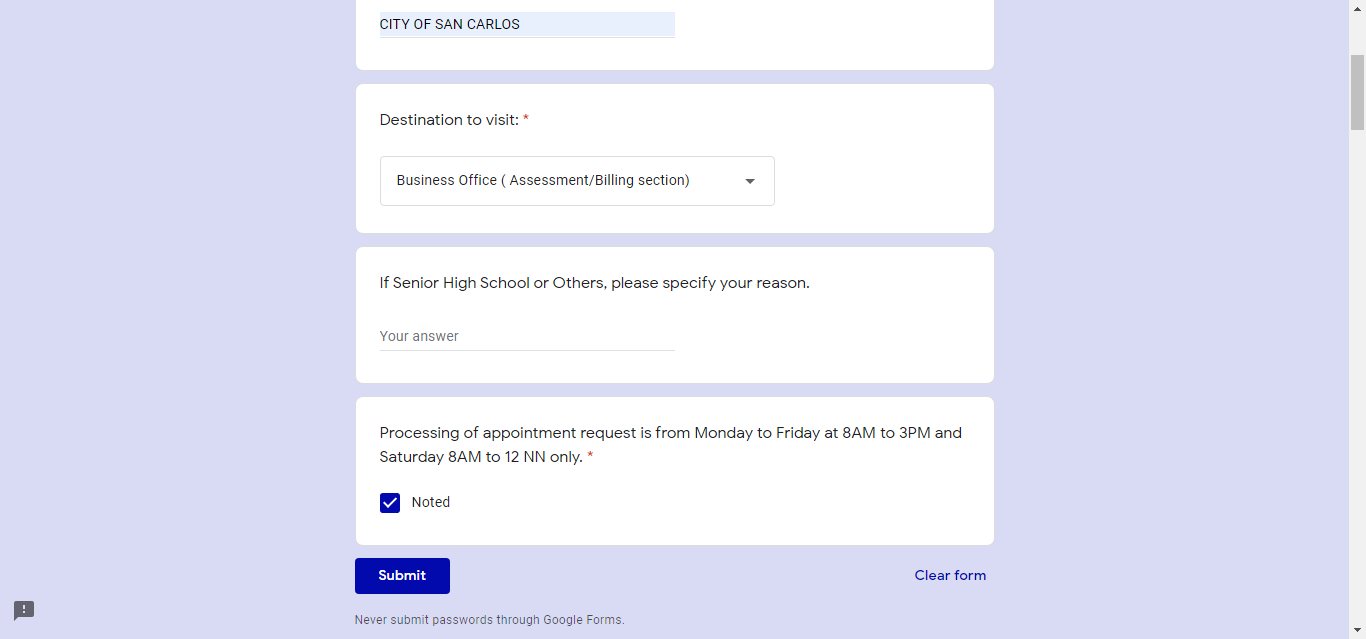 CITY OF SAN CARLOS
Destination to visit: *
Business Office ( Assessment/Billing section)
If Senior High School or Others, please specify your reason.
Your answer
Processing of appointment request is from Monday to Friday at 8AM to 3PM and
Saturday 8AM to 12 NN only. *
Noted
Submit
Clear form
Never submit passwords through Google Forms.